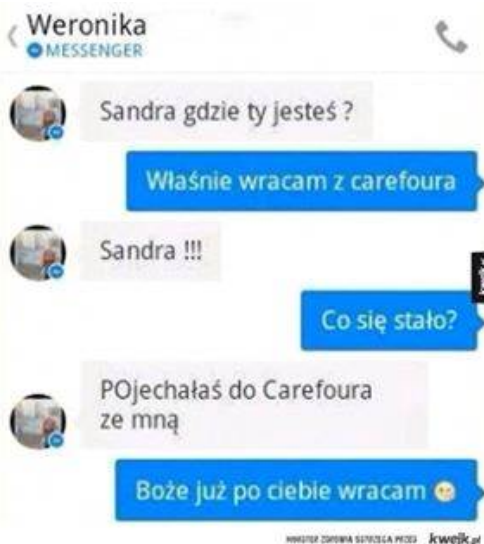 Weronika
MESSENGER
Sandra gdzie ty jesteś ?
Właśnie wracam z carefoura
Sandra !!!
Co się stało?
POjechałaś do Carefoura
ze mną
Boże już po ciebie wracam
kwejk.pl